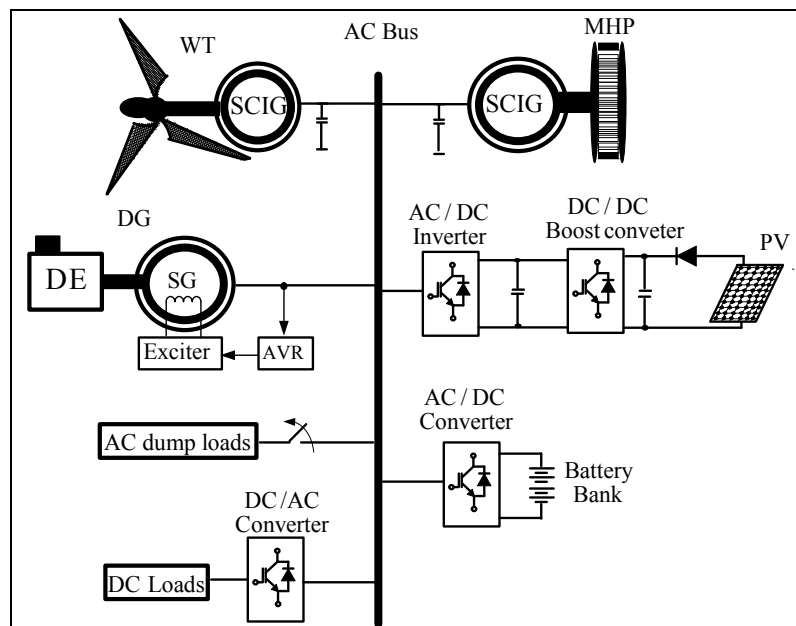 WT
AC Bus
MHP
SCIG
SCIG
DG
DE
SG
Exciter
AVR
AC / DC
Inverter
DC / DC
Boost conveter
PV
AC dump loads
AC / DC
Converter
Battery
Bank
DC /AC
Converter
DC Loads